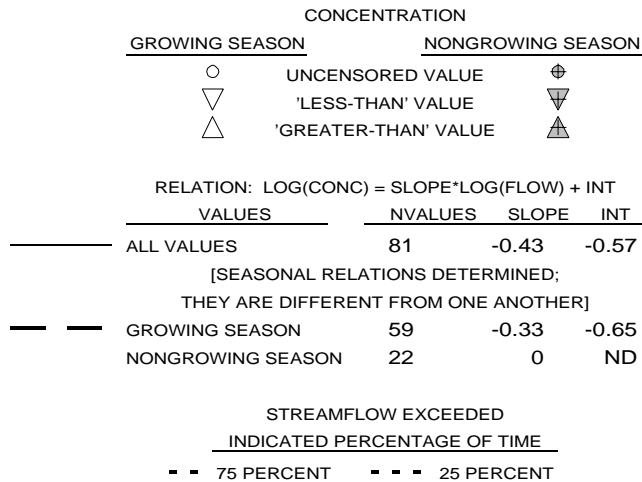 CONCENTRATION
GROWING SEASON NONGROWING SEASON
UNCENSORED VALUE
'LESS-THAN' VALUE
'GREATER-THAN' VALUE
RELATION: LOG(CONC) = SLOPE*LOG(FLOW) + INT
VALUES NVALUES SLOPE INT
ALL VALUES 81 -0.43 -0.57
[SEASONAL RELATIONS DETERMINED;
THEY ARE DIFFERENT FROM ONE ANOTHER]
GROWING SEASON 59 -0.33 -0.65
NONGROWING SEASON 22 0 ND
STREAMFLOW EXCEEDED
INDICATED PERCENTAGE OF TIME
75 PERCENT 25 PERCENT